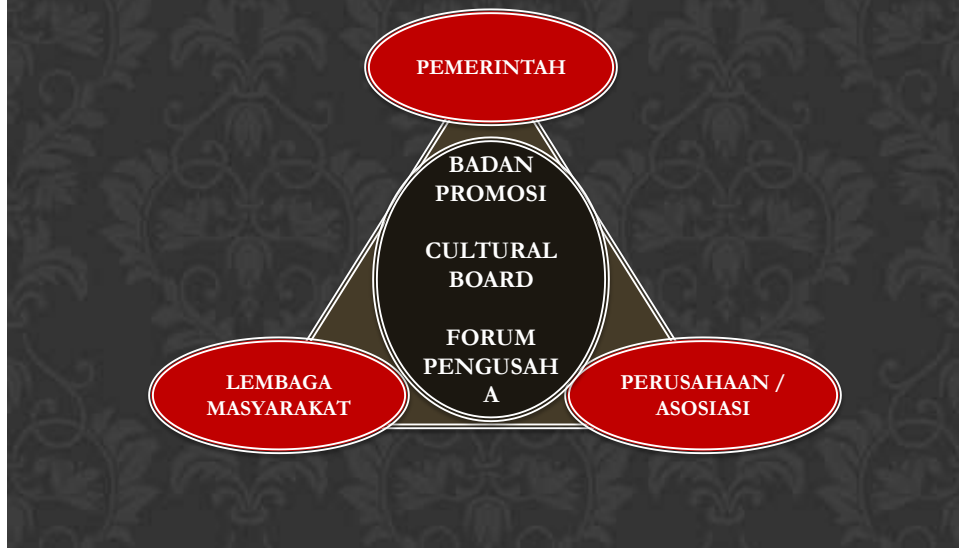 PEMERINTAH
BADAN
PROMOSI
CULTURAL
BOARD
FORUM
PENGUSAH
A
LEMBAGA
MASYARAKAT
PERUSAHAAN /
ASOSIASI